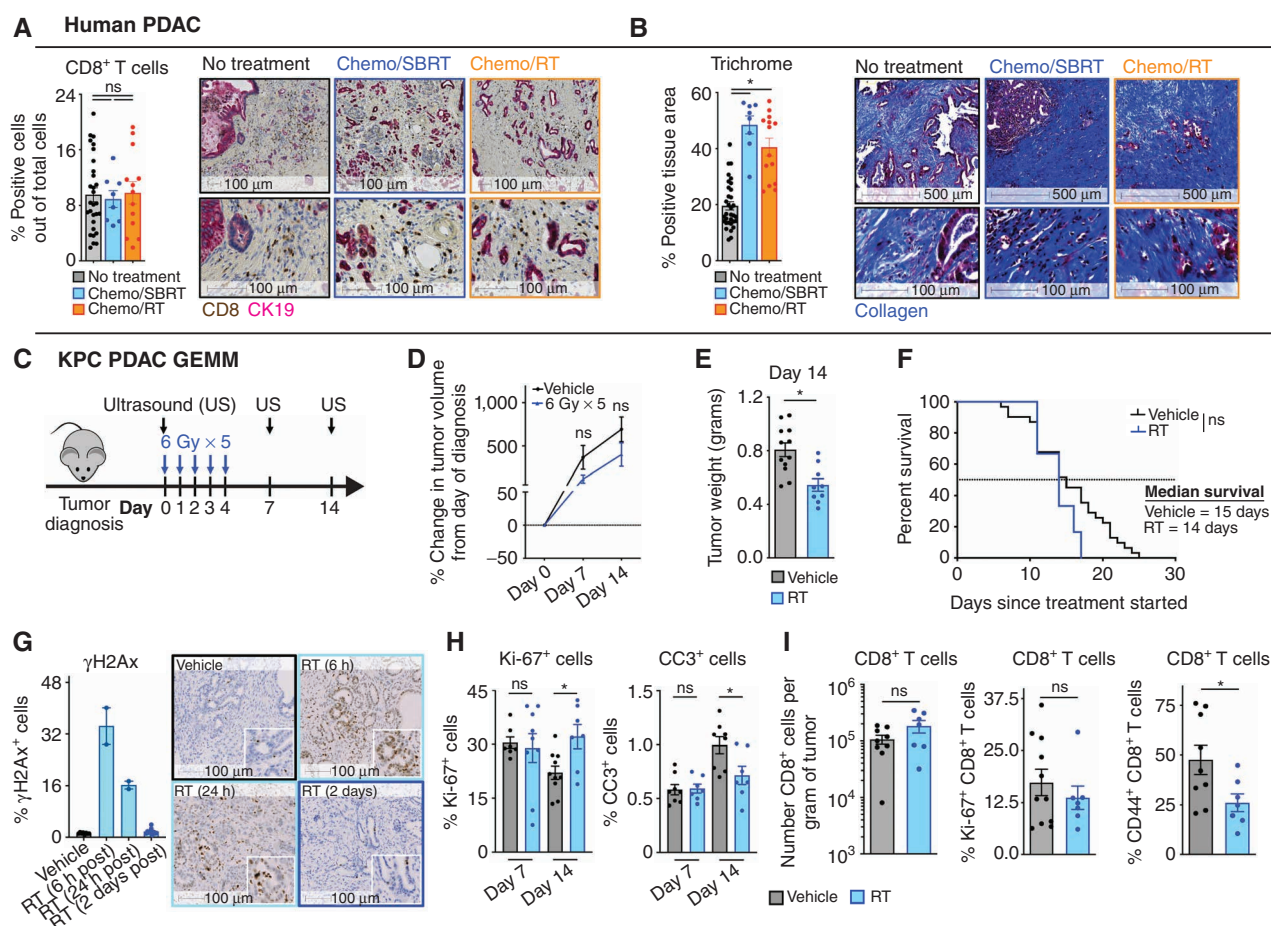 A Human PDAC
CD8+ T cells
ns
24
16
8
0
% Positive cells
out of total cells
No treatment
Chemo/SBRT
Chemo/RT
No treatment
Chemo/SBRT
Chemo/RT
100 μm
100 μm
100 μm
100 μm
100 μm
100 μm
CD8 CK19
B
Trichrome
*
60
40
20
0
% Positive tissue area
No treatment
Chemo/SBRT
Chemo/RT
No treatment
Chemo/SBRT
Chemo/RT
500 μm
500 μm
500 μm
100 μm
100 μm
100 μm
Collagen
C KPC PDAC GEMM
Ultrasound (US)
US
US
6 Gy × 5
Tumor
diagnosis
Day
0 1 2 3 4
7
14
D
Vehicle
6 Gy × 5
ns
ns
1,000
500
50
0
−50
% Change in tumor volume
from day of diagnosis
Day 0
Day 7
Day 14
E
Day 14
*
1.2
0.8
0.4
0.0
Tumor weight (grams)
Vehicle
RT
F
100
80
60
40
20
0
Percent survival
Vehicle
RT
ns
Median survival
Vehicle = 15 days
RT = 14 days
0
10
20
30
Days since treatment started
G
γH2Ax
48
32
16
0
% γH2Ax+ cells
Vehicle
RT (6 h post)
RT (24 h post)
RT (2 days post)
Vehicle
RT (6 h)
100 μm
100 μm
RT (24 h)
RT (2 days)
100 μm
100 μm
H
Ki-67+ cells
ns
*
45
30
15
0
% Ki-67+ cells
Day 7
Day 14
CC3+ cells
ns
*
1.5
1.0
0.5
0.0
% CC3+ cells
Day 7
Day 14
I
CD8+ T cells
ns
10^6
10^5
10^4
10^3
Number CD8+ cells per
gram of tumor
CD8+ T cells
ns
37.5
25.0
12.5
0.0
% Ki-67+ CD8+ T cells
CD8+ T cells
*
75
50
25
0
% CD44+ CD8+ T cells
Vehicle
RT